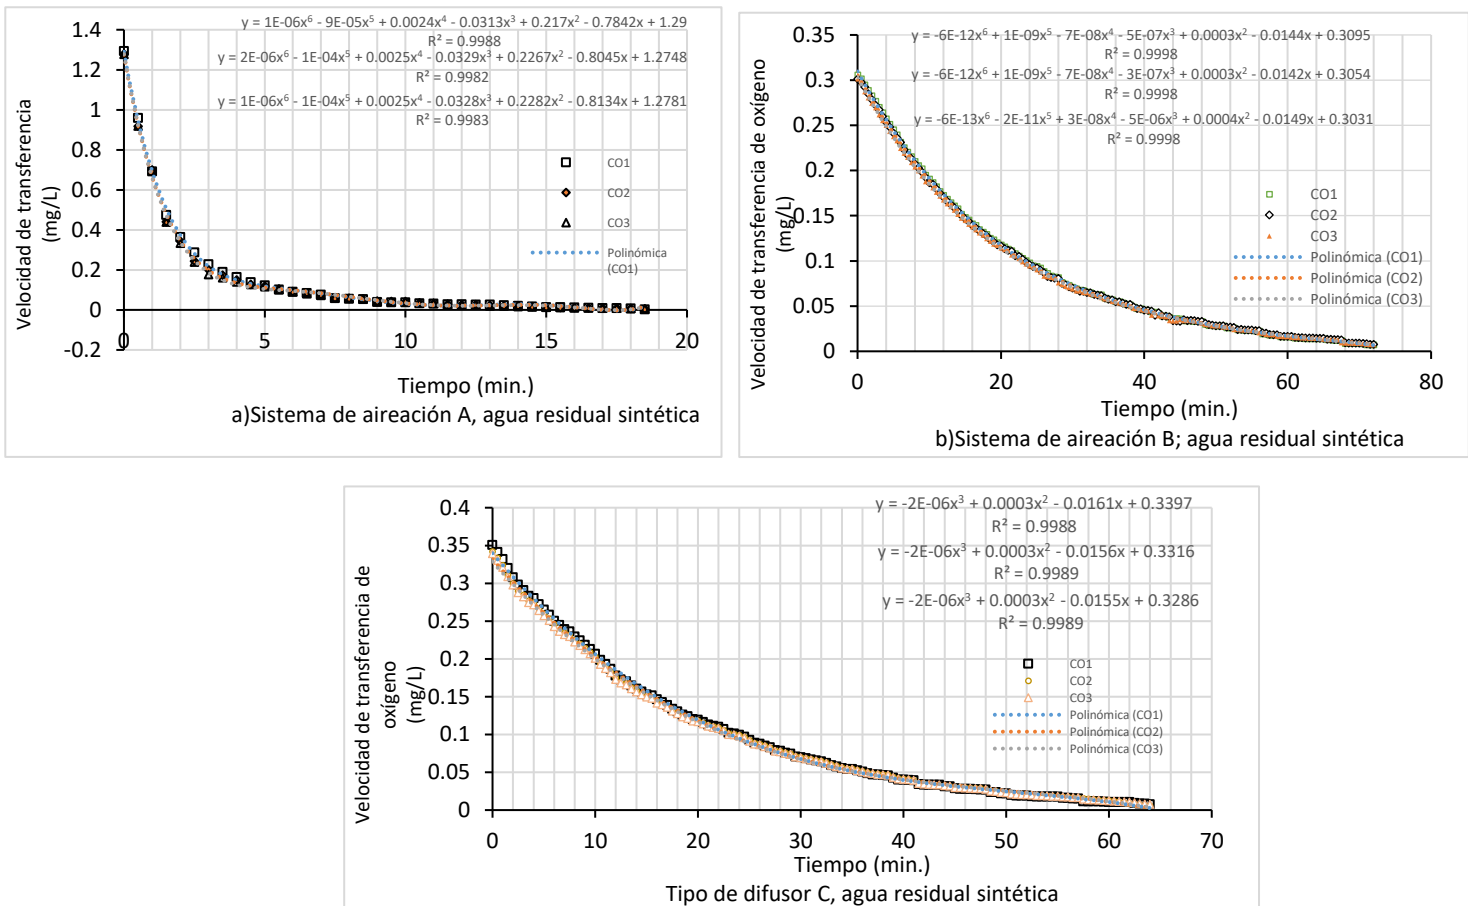 y = 1E-06x⁶ - 9E-05x⁵ + 0.0024x⁴ - 0.0313x³ + 0.217x² - 0.7842x + 1.29
R² = 0.9988
y = 2E-06x⁶ - 1E-04x⁵ + 0.0025x⁴ - 0.0329x³ + 0.2267x² - 0.8045x + 1.2748
R² = 0.9982
y = 1E-06x⁶ - 1E-04x⁵ + 0.0025x⁴ - 0.0328x³ + 0.2282x² - 0.8134x + 1.2781
R² = 0.9983
1.4
1.2
1
0.8
0.6
0.4
0.2
0
-0.2
0
5
10
15
20
Velocidad de transferencia
(mg/L)
CO1
CO2
CO3
Polinómica
(CO1)
Tiempo (min.)
a)Sistema de aireación A, agua residual sintética
y = -6E-12x⁶ + 1E-09x⁵ - 7E-08x⁴ - 5E-07x³ + 0.0003x² - 0.0144x + 0.3095
R² = 0.9998
y = -6E-12x⁶ + 1E-09x⁵ - 7E-08x⁴ - 3E-07x³ + 0.0003x² - 0.0142x + 0.3054
R² = 0.9998
y = -6E-13x⁶ - 2E-11x⁵ + 3E-08x⁴ - 5E-06x³ + 0.0004x² - 0.0149x + 0.3031
R² = 0.9998
0.35
0.3
0.25
0.2
0.15
0.1
0.05
0
0
20
40
60
80
Velocidad de transferencia de oxígeno
(mg/L)
CO1
CO2
CO3
Polinómica (CO1)
Polinómica (CO2)
Polinómica (CO3)
Tiempo (min.)
b)Sistema de aireación B; agua residual sintética
y = -2E-06x³ + 0.0003x² - 0.0161x + 0.3397
R² = 0.9988
y = -2E-06x³ + 0.0003x² - 0.0156x + 0.3316
R² = 0.9989
y = -2E-06x³ + 0.0003x² - 0.0155x + 0.3286
R² = 0.9989
0.4
0.35
0.3
0.25
0.2
0.15
0.1
0.05
0
0
10
20
30
40
50
60
70
Velocidad de transferencia de
oxígeno
(mg/L)
CO1
CO2
CO3
Polinómica (CO1)
Polinómica (CO2)
Polinómica (CO3)
Tiempo (min.)
Tipo de difusor C, agua residual sintética